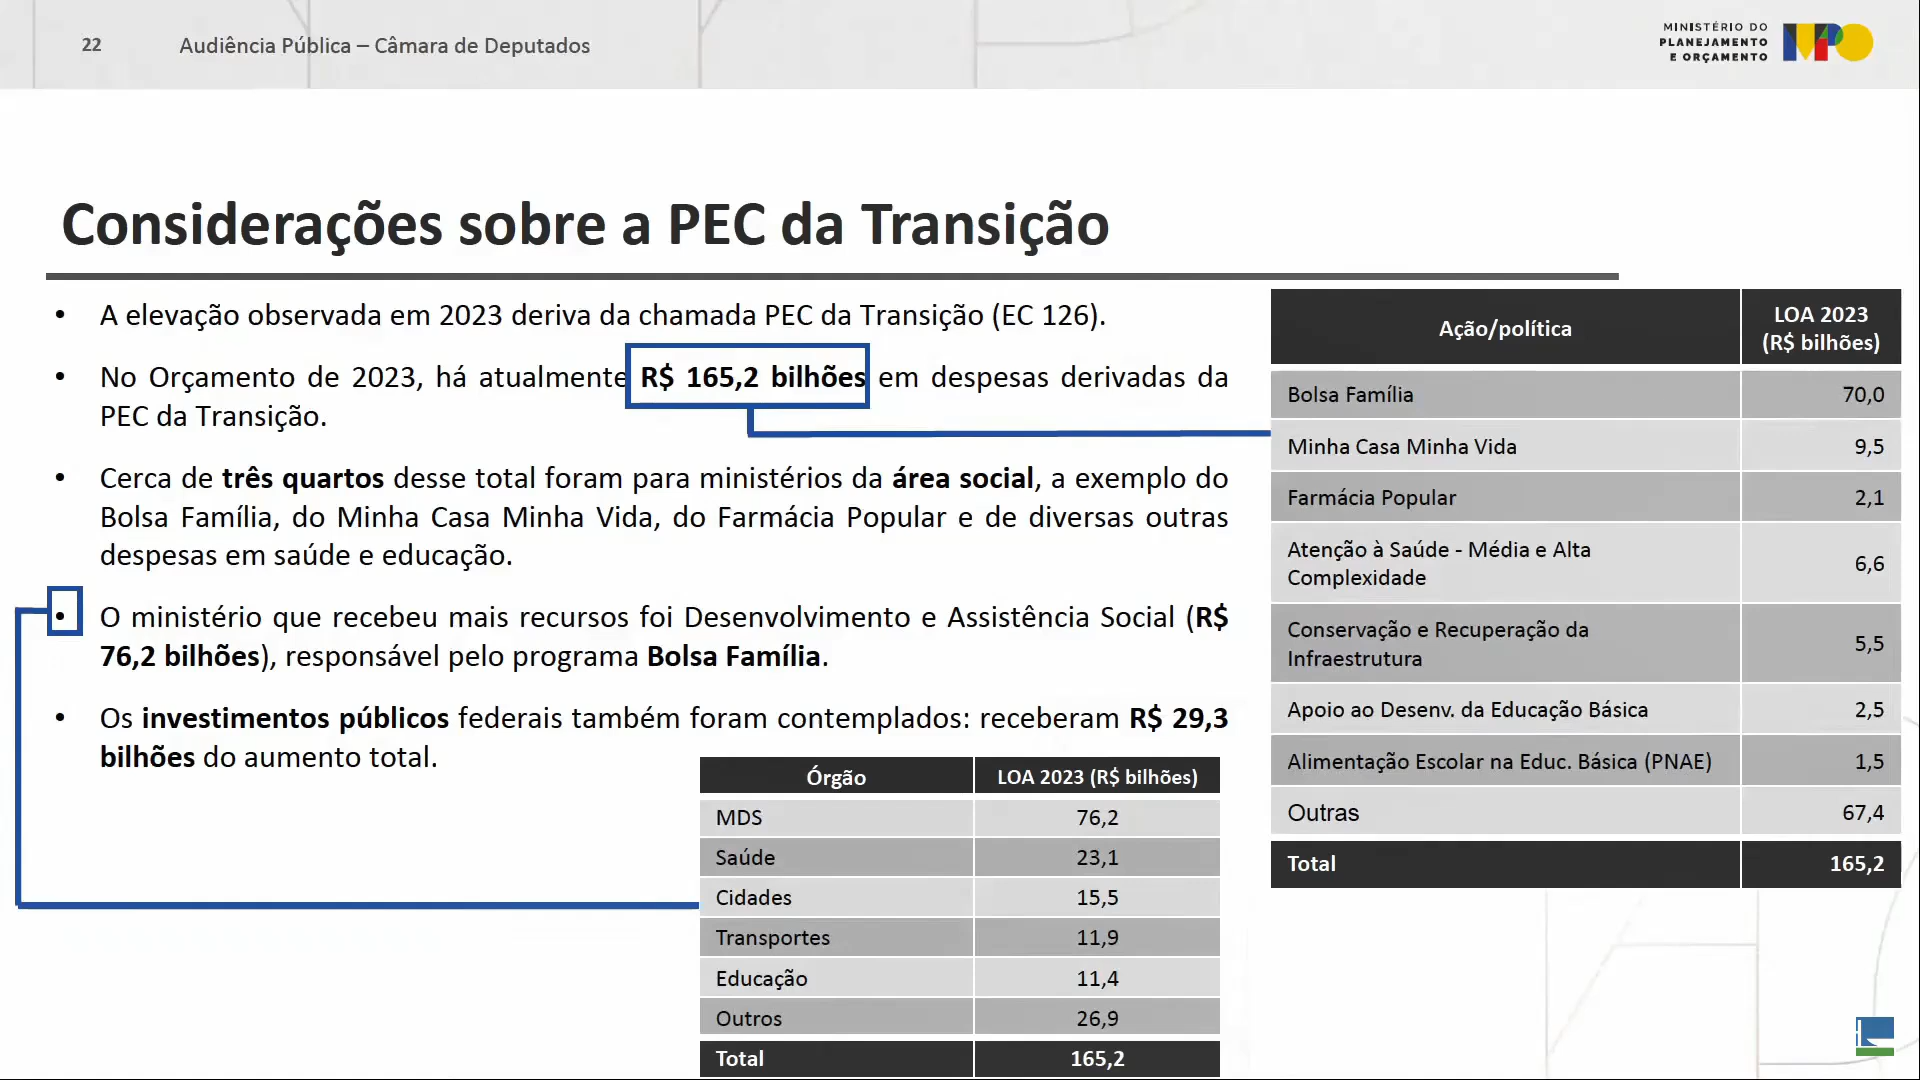 22
Audiência Pública – Câmara de Deputados
MINISTÉRIO DO
PLANEJAMENTO
E ORÇAMENTO
MPO
Considerações sobre a PEC da Transição
• A elevação observada em 2023 deriva da chamada PEC da Transição (EC 126).
• No Orçamento de 2023, há atualmente R$ 165,2 bilhões em despesas derivadas da
PEC da Transição.
• Cerca de três quartos desse total foram para ministérios da área social, a exemplo do
Bolsa Família, do Minha Casa Minha Vida, do Farmácia Popular e de diversas outras
despesas em saúde e educação.
• O ministério que recebeu mais recursos foi Desenvolvimento e Assistência Social (R$
76,2 bilhões), responsável pelo programa Bolsa Família.
• Os investimentos públicos federais também foram contemplados: receberam R$ 29,3
bilhões do aumento total.
Órgão LOA 2023 (R$ bilhões)
MDS 76,2
Saúde 23,1
Cidades 15,5
Transportes 11,9
Educação 11,4
Outros 26,9
Total 165,2
Ação/política LOA 2023
(R$ bilhões)
Bolsa Família 70,0
Minha Casa Minha Vida 9,5
Farmácia Popular 2,1
Atenção à Saúde - Média e Alta
Complexidade 6,6
Conservação e Recuperação da
Infraestrutura 5,5
Apoio ao Desenv. da Educação Básica 2,5
Alimentação Escolar na Educ. Básica (PNAE) 1,5
Outras 67,4
Total 165,2